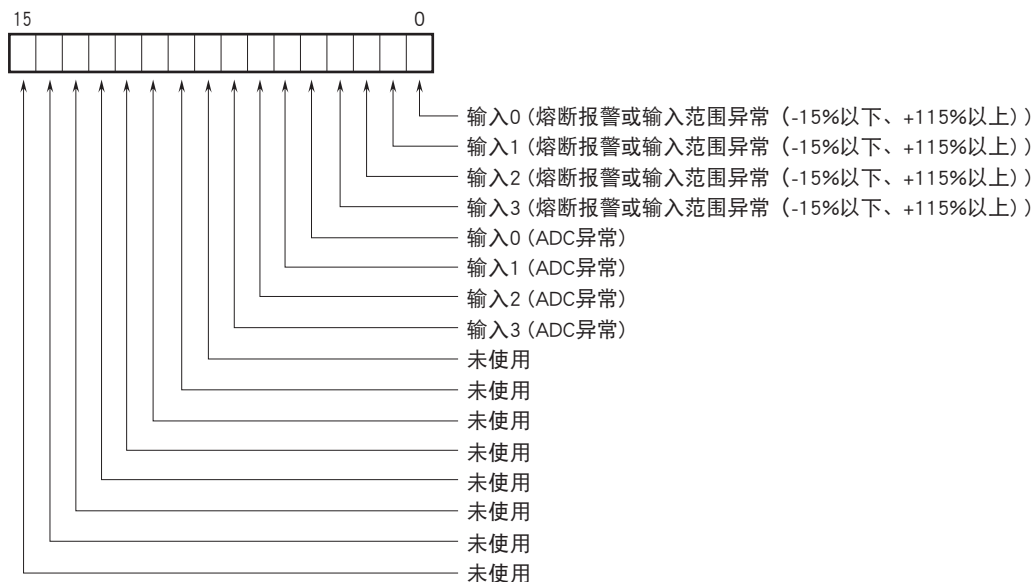 15 0
输入0 (熔断报警或输入范围异常（-15%以下、+115%以上）)
输入1 (熔断报警或输入范围异常（-15%以下、+115%以上）)
输入2 (熔断报警或输入范围异常（-15%以下、+115%以上）)
输入3 (熔断报警或输入范围异常（-15%以下、+115%以上）)
输入0 (ADC异常)
输入1 (ADC异常)
输入2 (ADC异常)
输入3 (ADC异常)
未使用
未使用
未使用
未使用
未使用
未使用
未使用
未使用